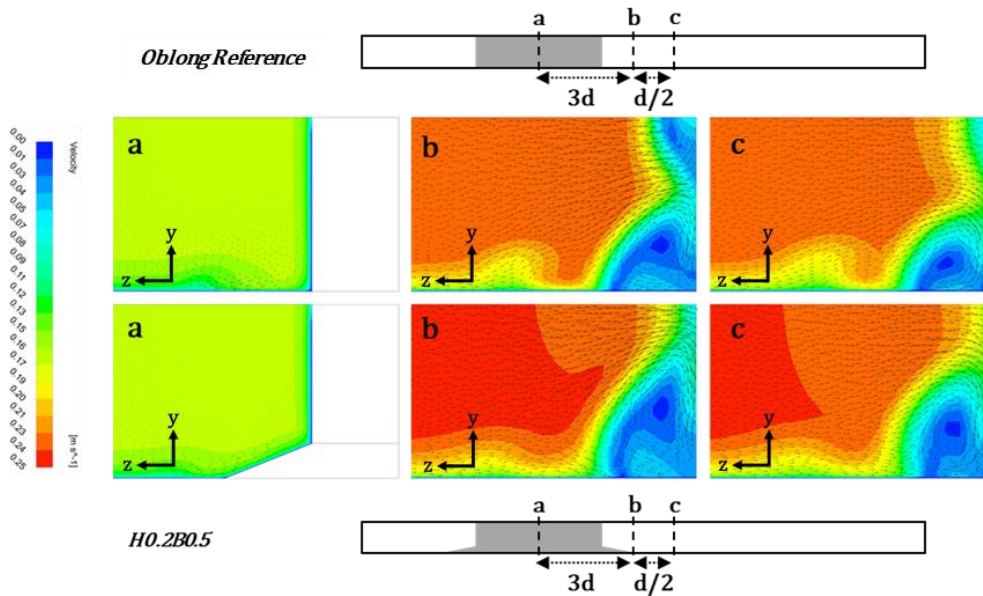 a b c
Oblong Reference
3d d/2
a b c
y y y
z z z
a b c
y y y
z z z
0.00
0.01
0.03
0.04
0.05
0.07
0.08
0.09
0.11
0.12
0.13
0.15
0.16
0.17
0.19
0.20
0.21
0.23
0.24
0.25
Velocity
[m s^-1]
a b c
H0.2B0.5
3d d/2